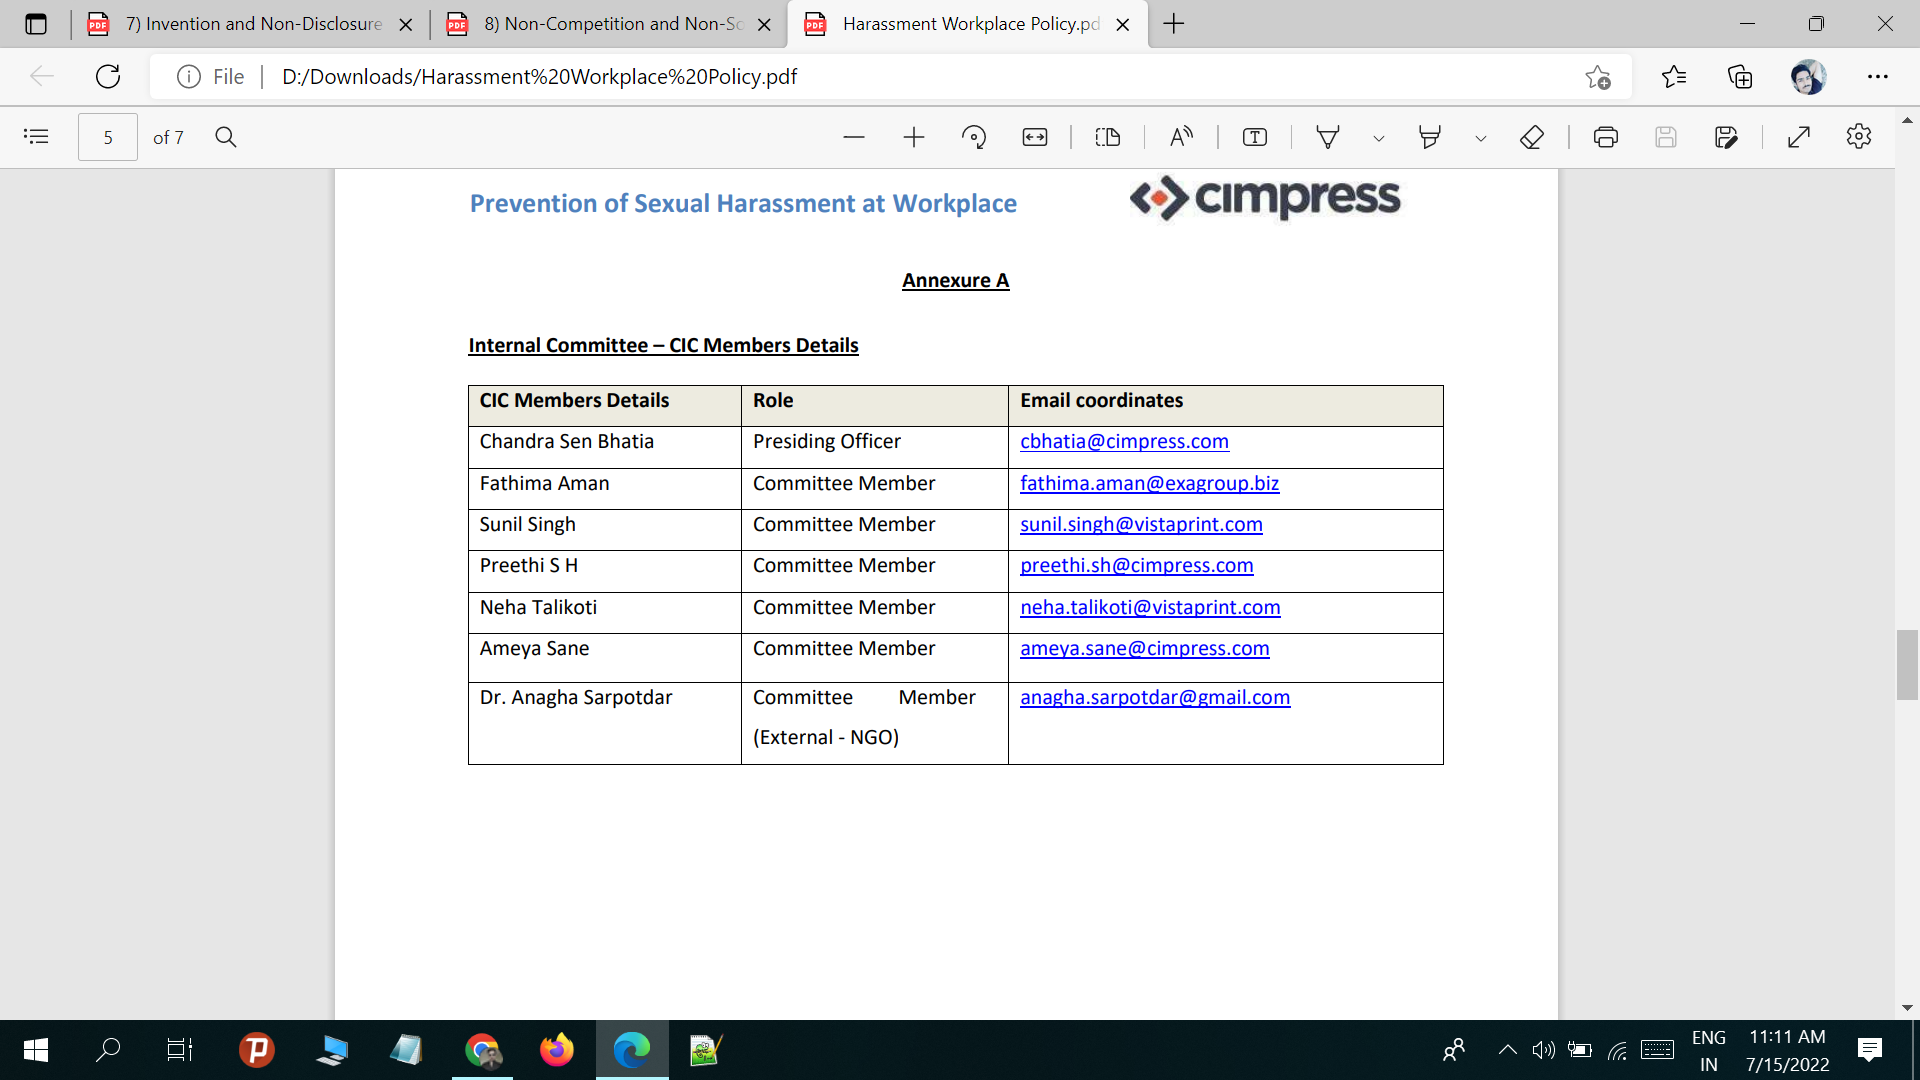 7) Invention and Non-Disclosure
8) Non-Competition and Non-So
Harassment Workplace Policy.pd
File
D:/Downloads/Harassment%20Workplace%20Policy.pdf
5 of 7
Prevention of Sexual Harassment at Workplace
cimpress
Annexure A
Internal Committee – CIC Members Details
CIC Members Details Role Email coordinates
Chandra Sen Bhatia Presiding Officer cbhatia@cimpress.com
Fathima Aman Committee Member fathima.aman@exagroup.biz
Sunil Singh Committee Member sunil.singh@vistaprint.com
Preethi S H Committee Member preethi.sh@cimpress.com
Neha Talikoti Committee Member neha.talikoti@vistaprint.com
Ameya Sane Committee Member ameya.sane@cimpress.com
Dr. Anagha Sarpotdar Committee Member anagha.sarpotdar@gmail.com
(External - NGO)
ENG 11:11 AM
IN 7/15/2022